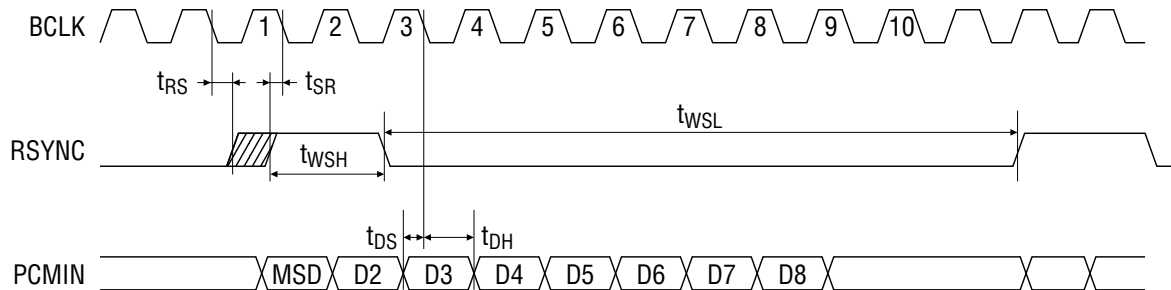 BCLK 1 2 3 4 5 6 7 8 9 10
tRS tSR
tWSL
RSYNC tWSH
tDS tDH
PCMIN MSD D2 D3 D4 D5 D6 D7 D8